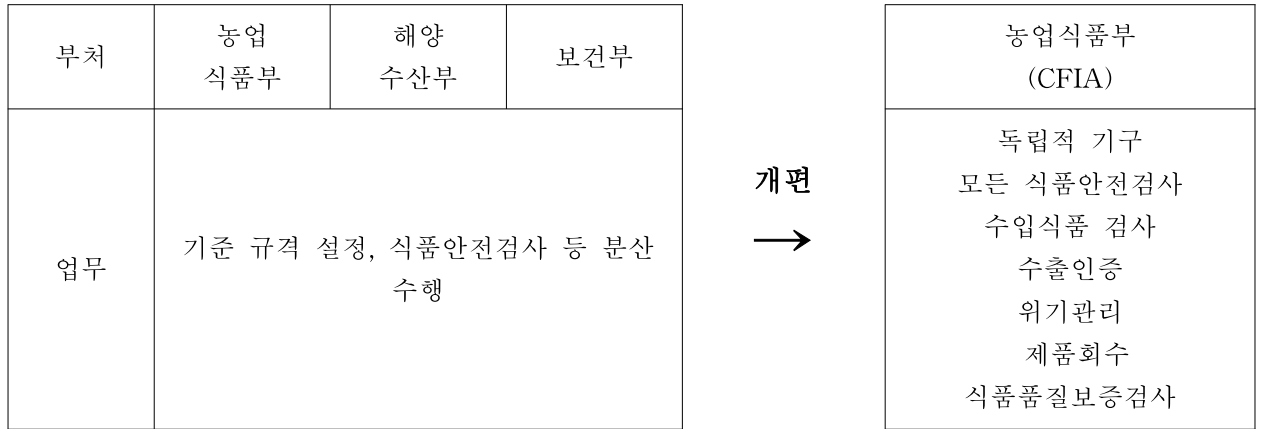 부처
농업
식품부
해양
수산부
보건부
업무
기준 규격 설정, 식품안전검사 등 분산
수행
개편
→
농업식품부
(CFIA)
독립적 기구
모든 식품안전검사
수입식품 검사
수출인증
위기관리
제품회수
식품품질보증검사